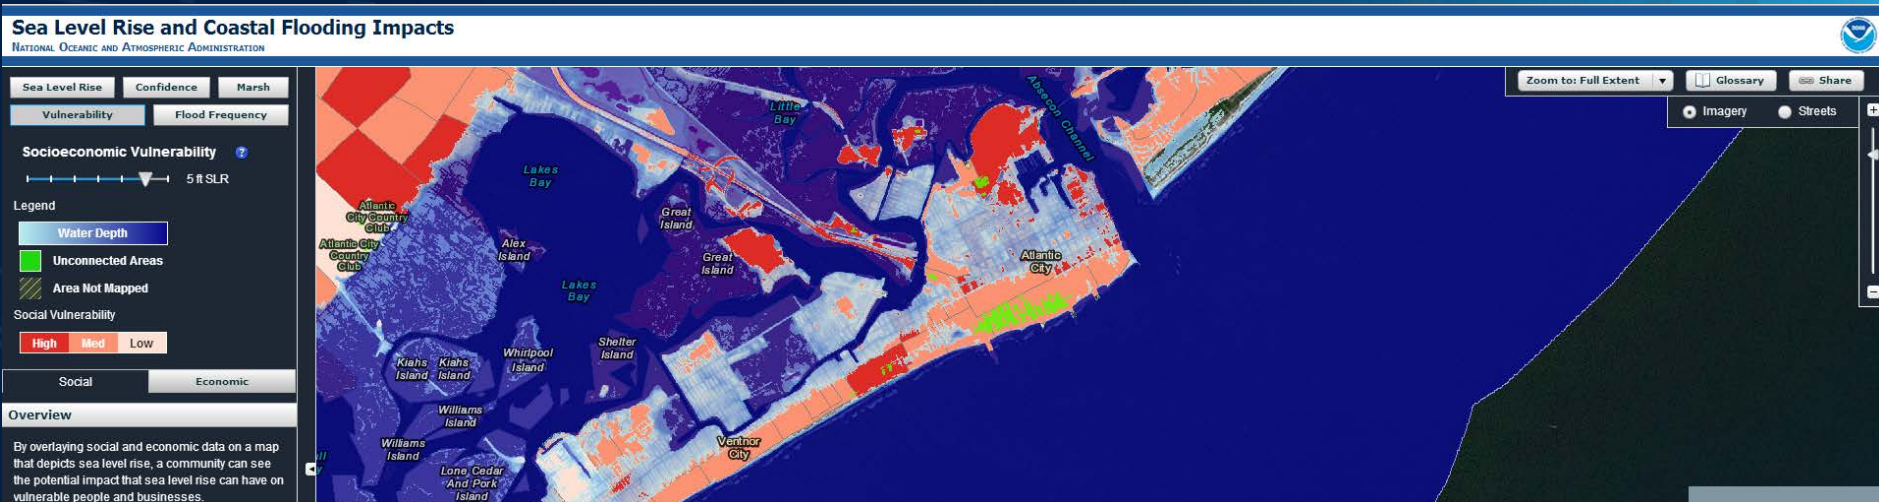 Sea Level Rise and Coastal Flooding Impacts
NATIONAL OCEANIC AND ATMOSPHERIC ADMINISTRATION
Sea Level Rise
Confidence
Marsh
Vulnerability
Flood Frequency
Socioeconomic Vulnerability ?
5 ft SLR
Legend
Water Depth
Unconnected Areas
Area Not Mapped
Social Vulnerability
High Med Low
Social
Economic
Overview
By overlaying social and economic data on a map
that depicts sea level rise, a community can see
the potential impact that sea level rise can have on
vulnerable people and businesses.
Zoom to: Full Extent
Glossary
Share
Imagery
Streets
+
−
Little
Bay
Absecon Channel
Lakes
Bay
Atlantic
City Country
Club
Atlantic City
Country
Club
Great
Island
Alex
Island
Great
Island
Atlantic
City
Lakes
Bay
Shelter
Island
Whirlpool
Island
Kiahs
Island
Kiahs
Island
Williams
Island
Williams
Island
Ventnor
City
Lone Cedar
And Pork
Island